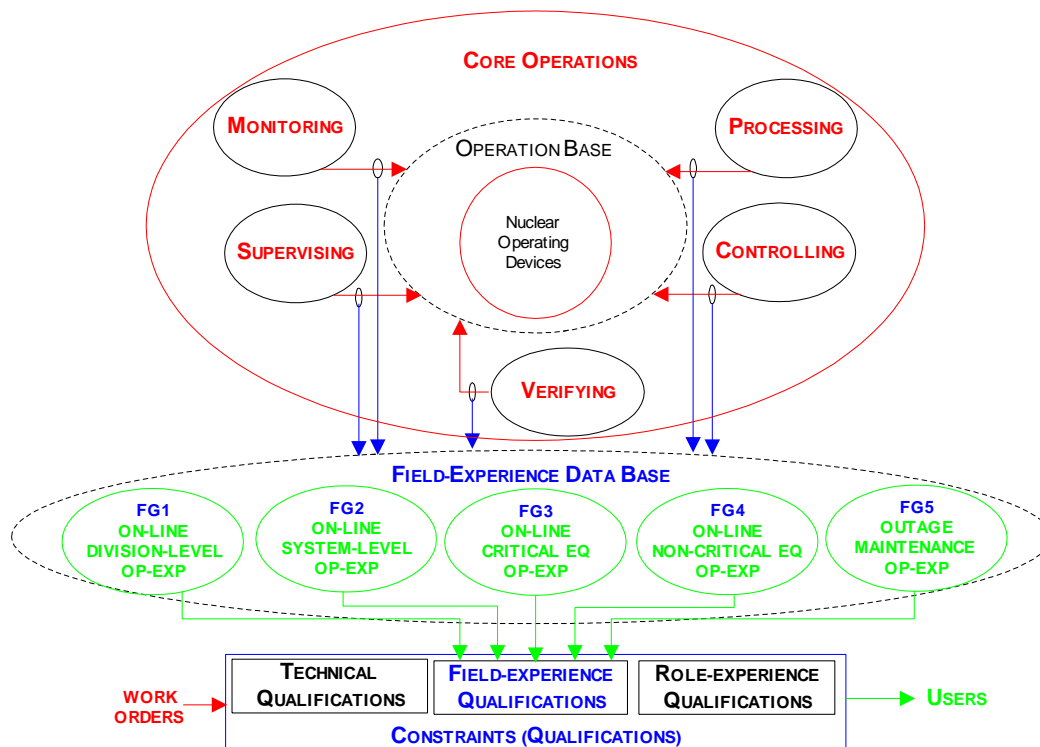 CORE OPERATIONS
MONITORING
PROCESSING
OPERATION BASE
Nuclear
Operating
Devices
SUPERVISING
CONTROLLING
VERIFYING
FIELD-EXPERIENCE DATA BASE
FG1
ON-LINE
DIVISION-LEVEL
OP-EXP
FG2
ON-LINE
SYSTEM-LEVEL
OP-EXP
FG3
ON-LINE
CRITICAL EQ
OP-EXP
FG4
ON-LINE
NON-CRITICAL EQ
OP-EXP
FG5
OUTAGE
MAINTENANCE
OP-EXP
TECHNICAL
QUALIFICATIONS
FIELD-EXPERIENCE
QUALIFICATIONS
ROLE-EXPERIENCE
QUALIFICATIONS
WORK
ORDERS
USERS
CONSTRAINTS (QUALIFICATIONS)